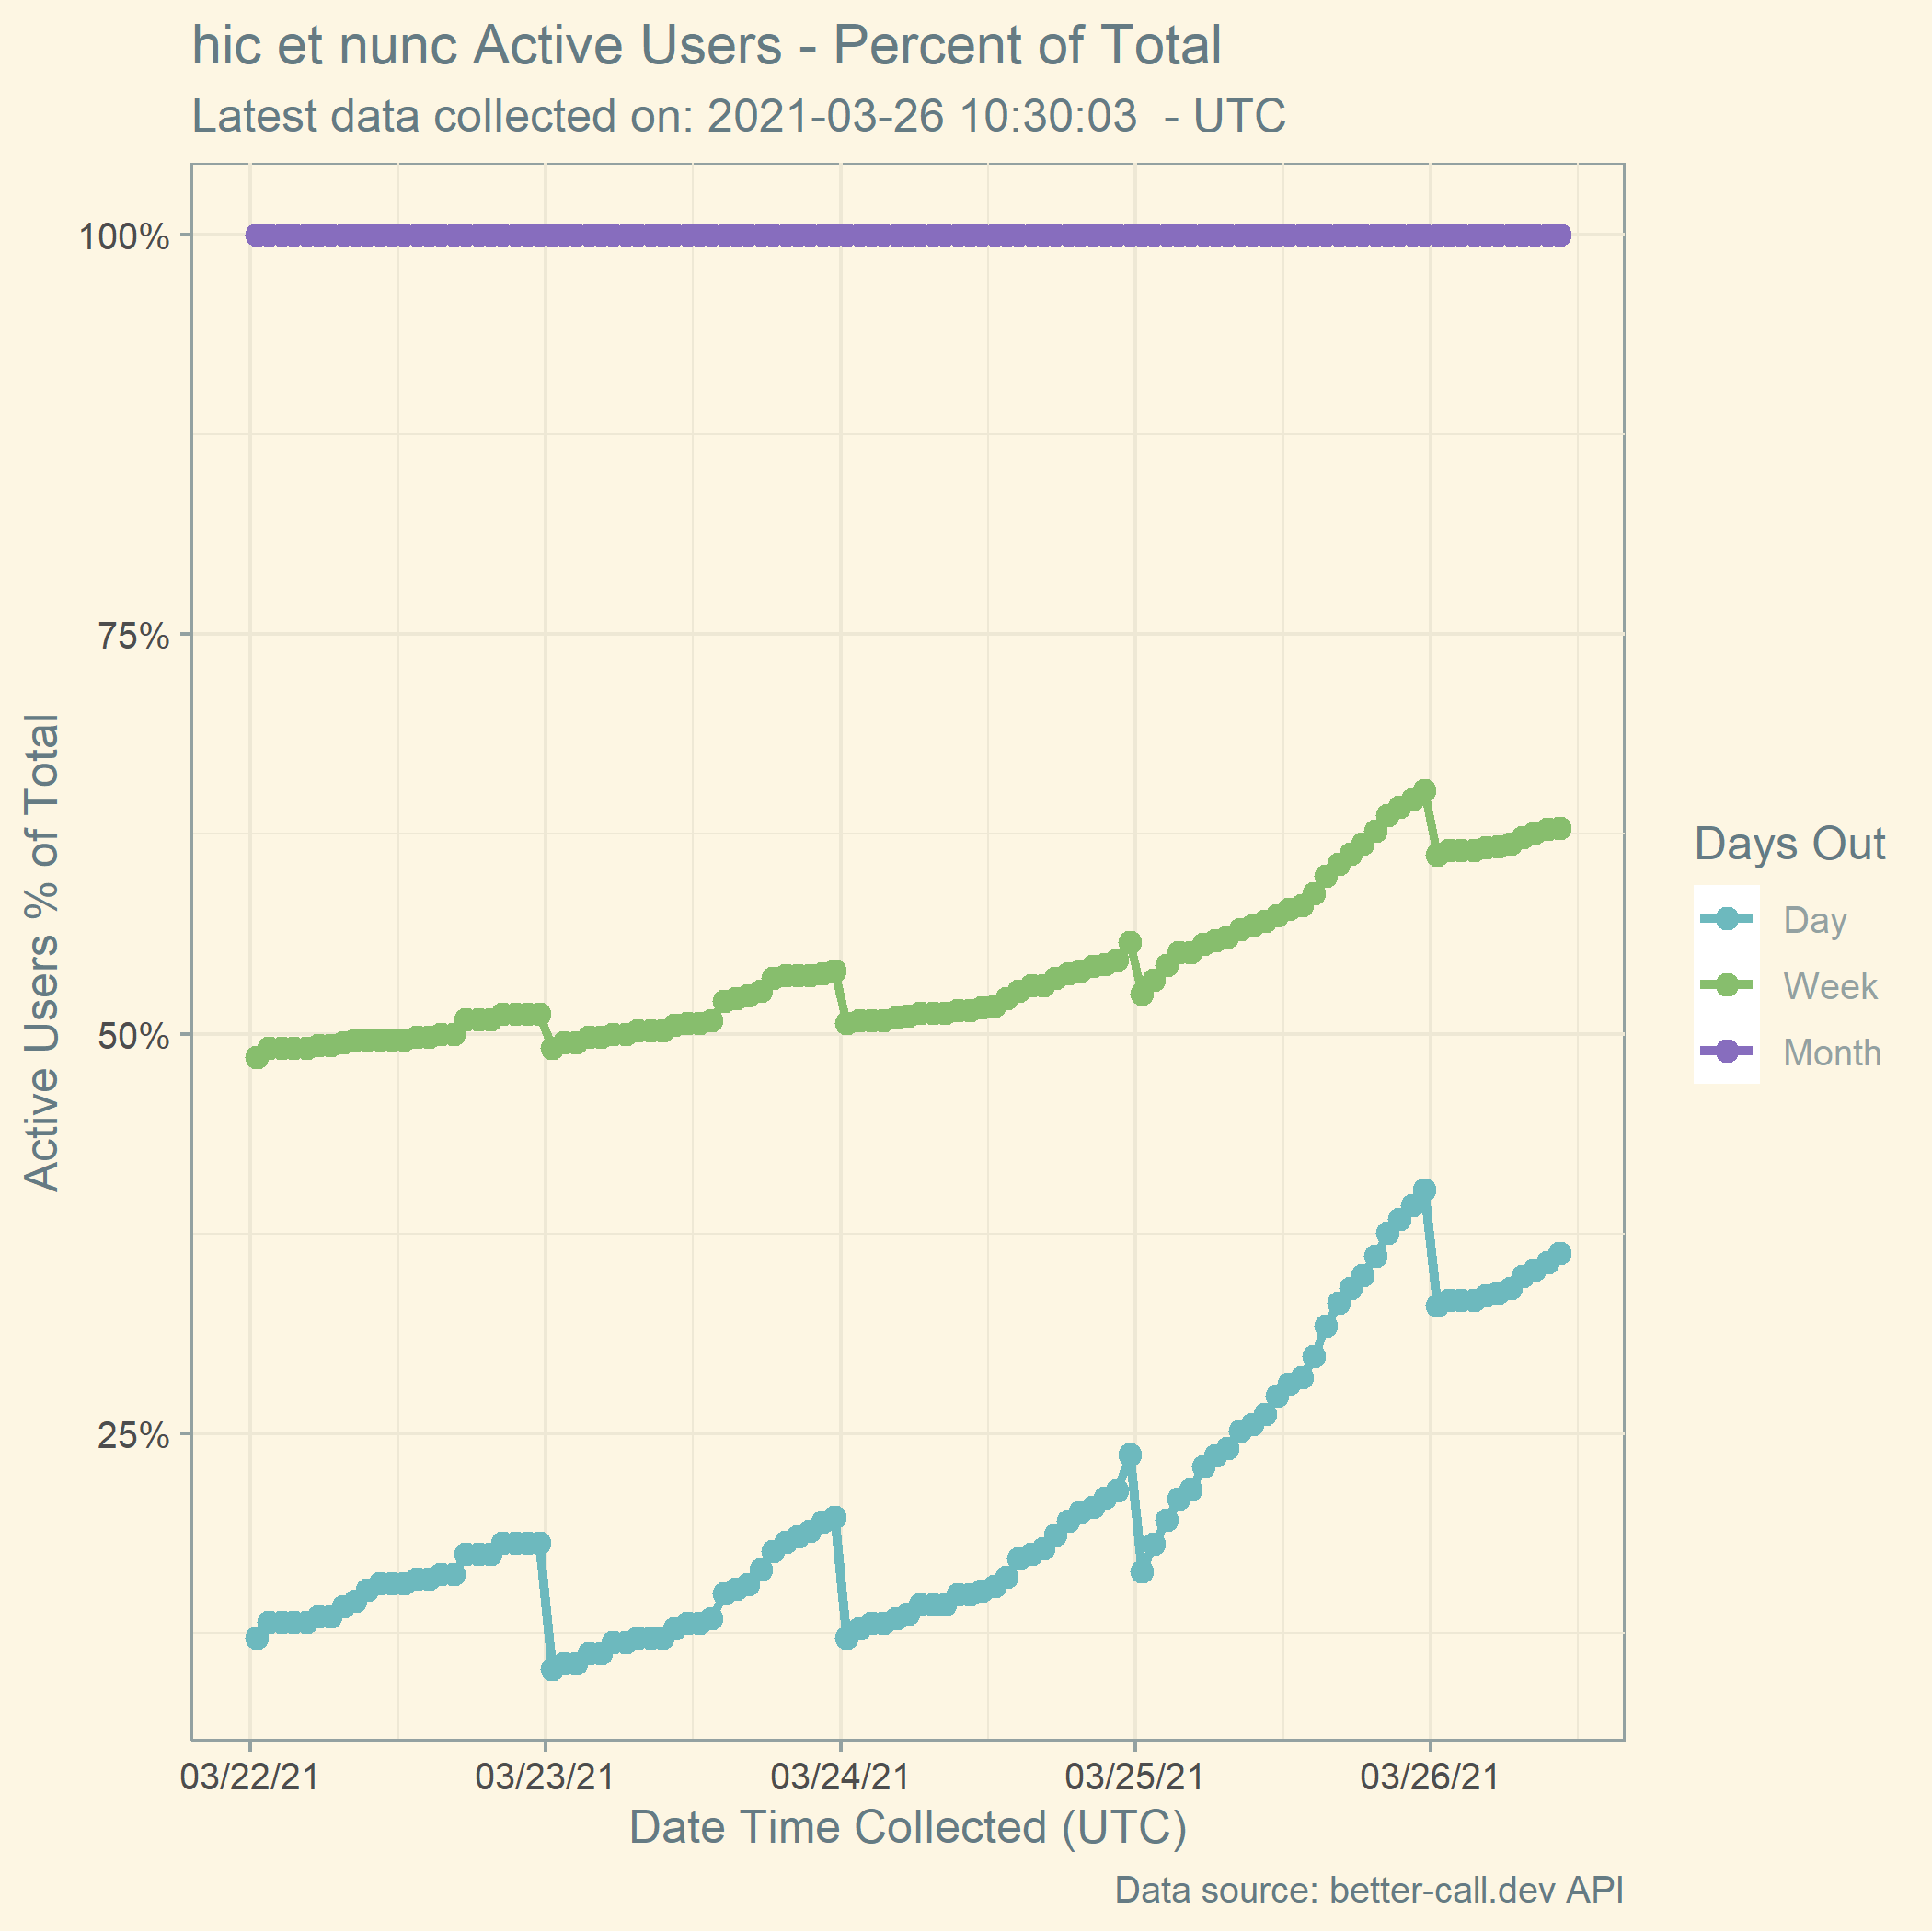 hic et nunc Active Users - Percent of Total
Latest data collected on: 2021-03-26 10:30:03  - UTC
Active Users % of Total
100%
75%
50%
25%
03/22/21 03/23/21 03/24/21 03/25/21 03/26/21
Date Time Collected (UTC)
Days Out
Day
Week
Month
Data source: better-call.dev API